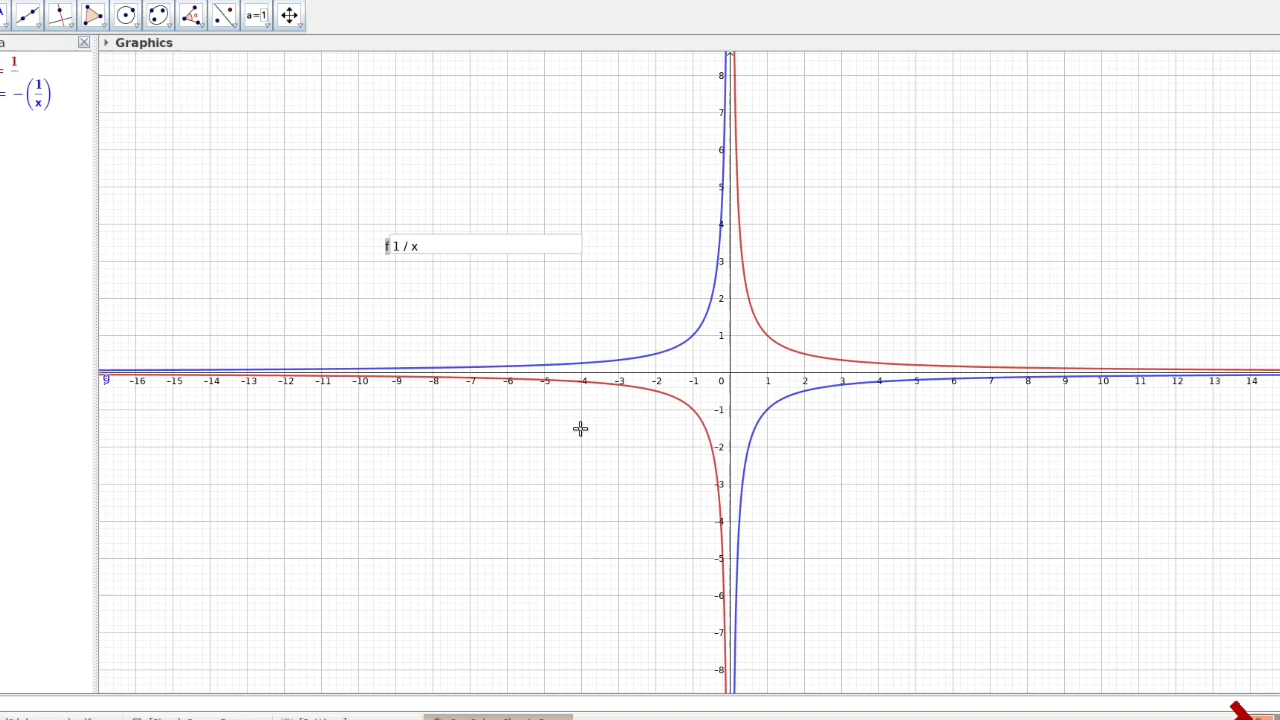 a=1
a
Graphics
= 1
= −(1/x)
f 1 / x
8
7
6
5
4
3
2
1
g
-16 -15 -14 -13 -12 -11 -10 -9 -8 -7 -6 -5 -4 -3 -2 -1 0 1 2 3 4 5 6 7 8 9 10 11 12 13 14
-1
-2
-3
-4
-5
-6
-7
-8